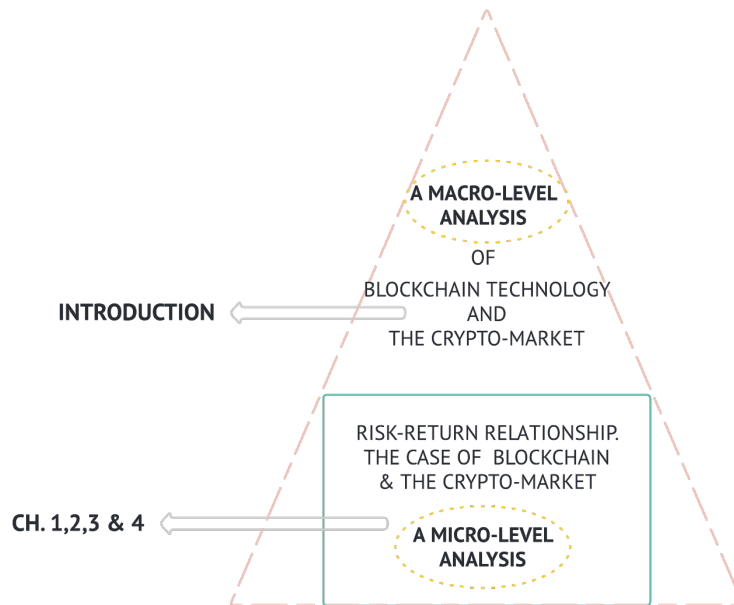 A MACRO-LEVEL
ANALYSIS
OF
BLOCKCHAIN TECHNOLOGY
AND
THE CRYPTO-MARKET
INTRODUCTION
RISK-RETURN RELATIONSHIP.
THE CASE OF BLOCKCHAIN
& THE CRYPTO-MARKET
A MICRO-LEVEL
ANALYSIS
CH. 1,2,3 & 4